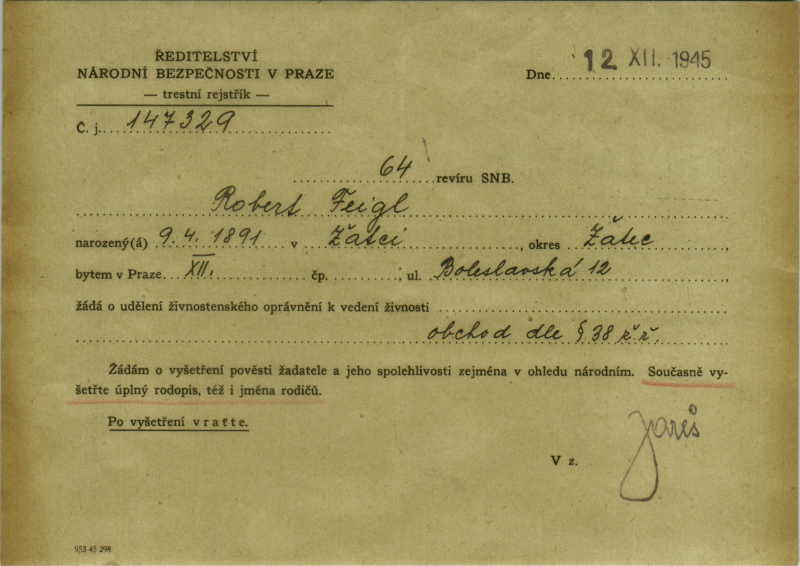 ŘEDITELSTVÍ
NÁRODNÍ BEZPEČNOSTI V PRAZE
— trestní rejstřík —
Dne 12 XII. 1945
Č. j. 147329
64 revíru SNB.
Robert Feigl
narozený(á) 9. 4. 1891 v Žatci, okres Žatec,
bytem v Praze XII. čp. , ul. Boleslavská 12,
žádá o udělení živnostenského oprávnění k vedení živnosti
obchod dle § 38 ž. ř.
Žádám o vyšetření pověsti žadatele a jeho spolehlivosti zejména v ohledu národním. Současně vy-
šetřte úplný rodopis, též i jména rodičů.
Po vyšetření vraťte.
V z.
Jareš
953 45 298